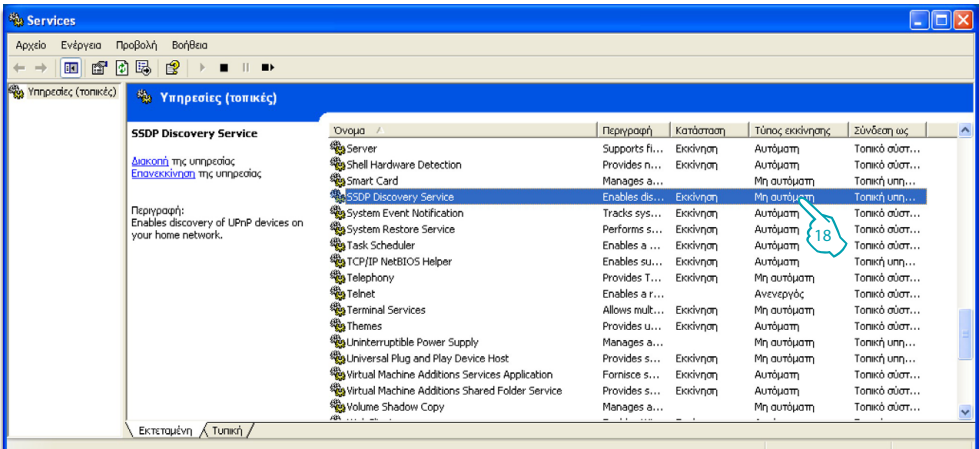 Services
Αρχείο Ενέργεια Προβολή Βοήθεια
Υπηρεσίες (τοπικές)
Υπηρεσίες (τοπικές)
SSDP Discovery Service
Διακοπή της υπηρεσίας
Επανεκκίνηση της υπηρεσίας
Περιγραφή:
Enables discovery of UPnP devices on
your home network.
Όνομα Περιγραφή Κατάσταση Τύπος εκκίνησης Σύνδεση ως
Server Supports fi... Εκκίνηση Αυτόματη Τοπικό σύστ...
Shell Hardware Detection Provides n... Εκκίνηση Αυτόματη Τοπικό σύστ...
Smart Card Manages a... Μη αυτόματη Τοπική υπη...
SSDP Discovery Service Enables dis... Εκκίνηση Μη αυτόματη Τοπική υπη...
System Event Notification Tracks sys... Εκκίνηση Αυτόματη Τοπικό σύστ...
System Restore Service Performs s... Εκκίνηση Αυτόματη Τοπικό σύστ...
18
Task Scheduler Enables a ... Εκκίνηση Αυτόματη Τοπικό σύστ...
TCP/IP NetBIOS Helper Enables su... Εκκίνηση Αυτόματη Τοπική υπη...
Telephony Provides T... Εκκίνηση Μη αυτόματη Τοπικό σύστ...
Telnet Enables a r... Ανενεργός Τοπικό σύστ...
Terminal Services Allows mult... Εκκίνηση Μη αυτόματη Τοπικό σύστ...
Themes Provides u... Εκκίνηση Αυτόματη Τοπικό σύστ...
Uninterruptible Power Supply Manages a... Μη αυτόματη Τοπική υπη...
Universal Plug and Play Device Host Provides s... Εκκίνηση Μη αυτόματη Τοπική υπη...
Virtual Machine Additions Services Application Fornisce s... Εκκίνηση Αυτόματη Τοπικό σύστ...
Virtual Machine Additions Shared Folder Service Provides s... Εκκίνηση Αυτόματη Τοπικό σύστ...
Volume Shadow Copy Manages a... Μη αυτόματη Τοπικό σύστ...
Εκτεταμένη Τυπική